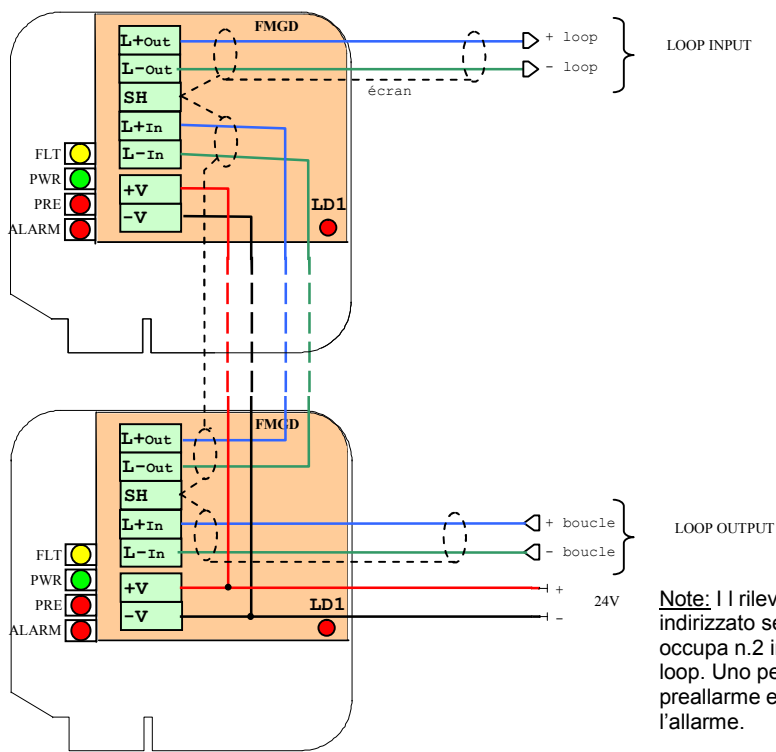 FMGD
L+Out
L-Out
SH
L+In
L-In
+V
-V
FLT
PWR
PRE
ALARM
LD1
+ loop
- loop
écran
LOOP INPUT
FMGD
L+Out
L-Out
SH
L+In
L-In
+V
-V
FLT
PWR
PRE
ALARM
LD1
+ boucle
- boucle
LOOP OUTPUT
+
-
24V
Note: I l rilev
indirizzato se
occupa n.2 i
loop. Uno pe
preallarme e
l'allarme.